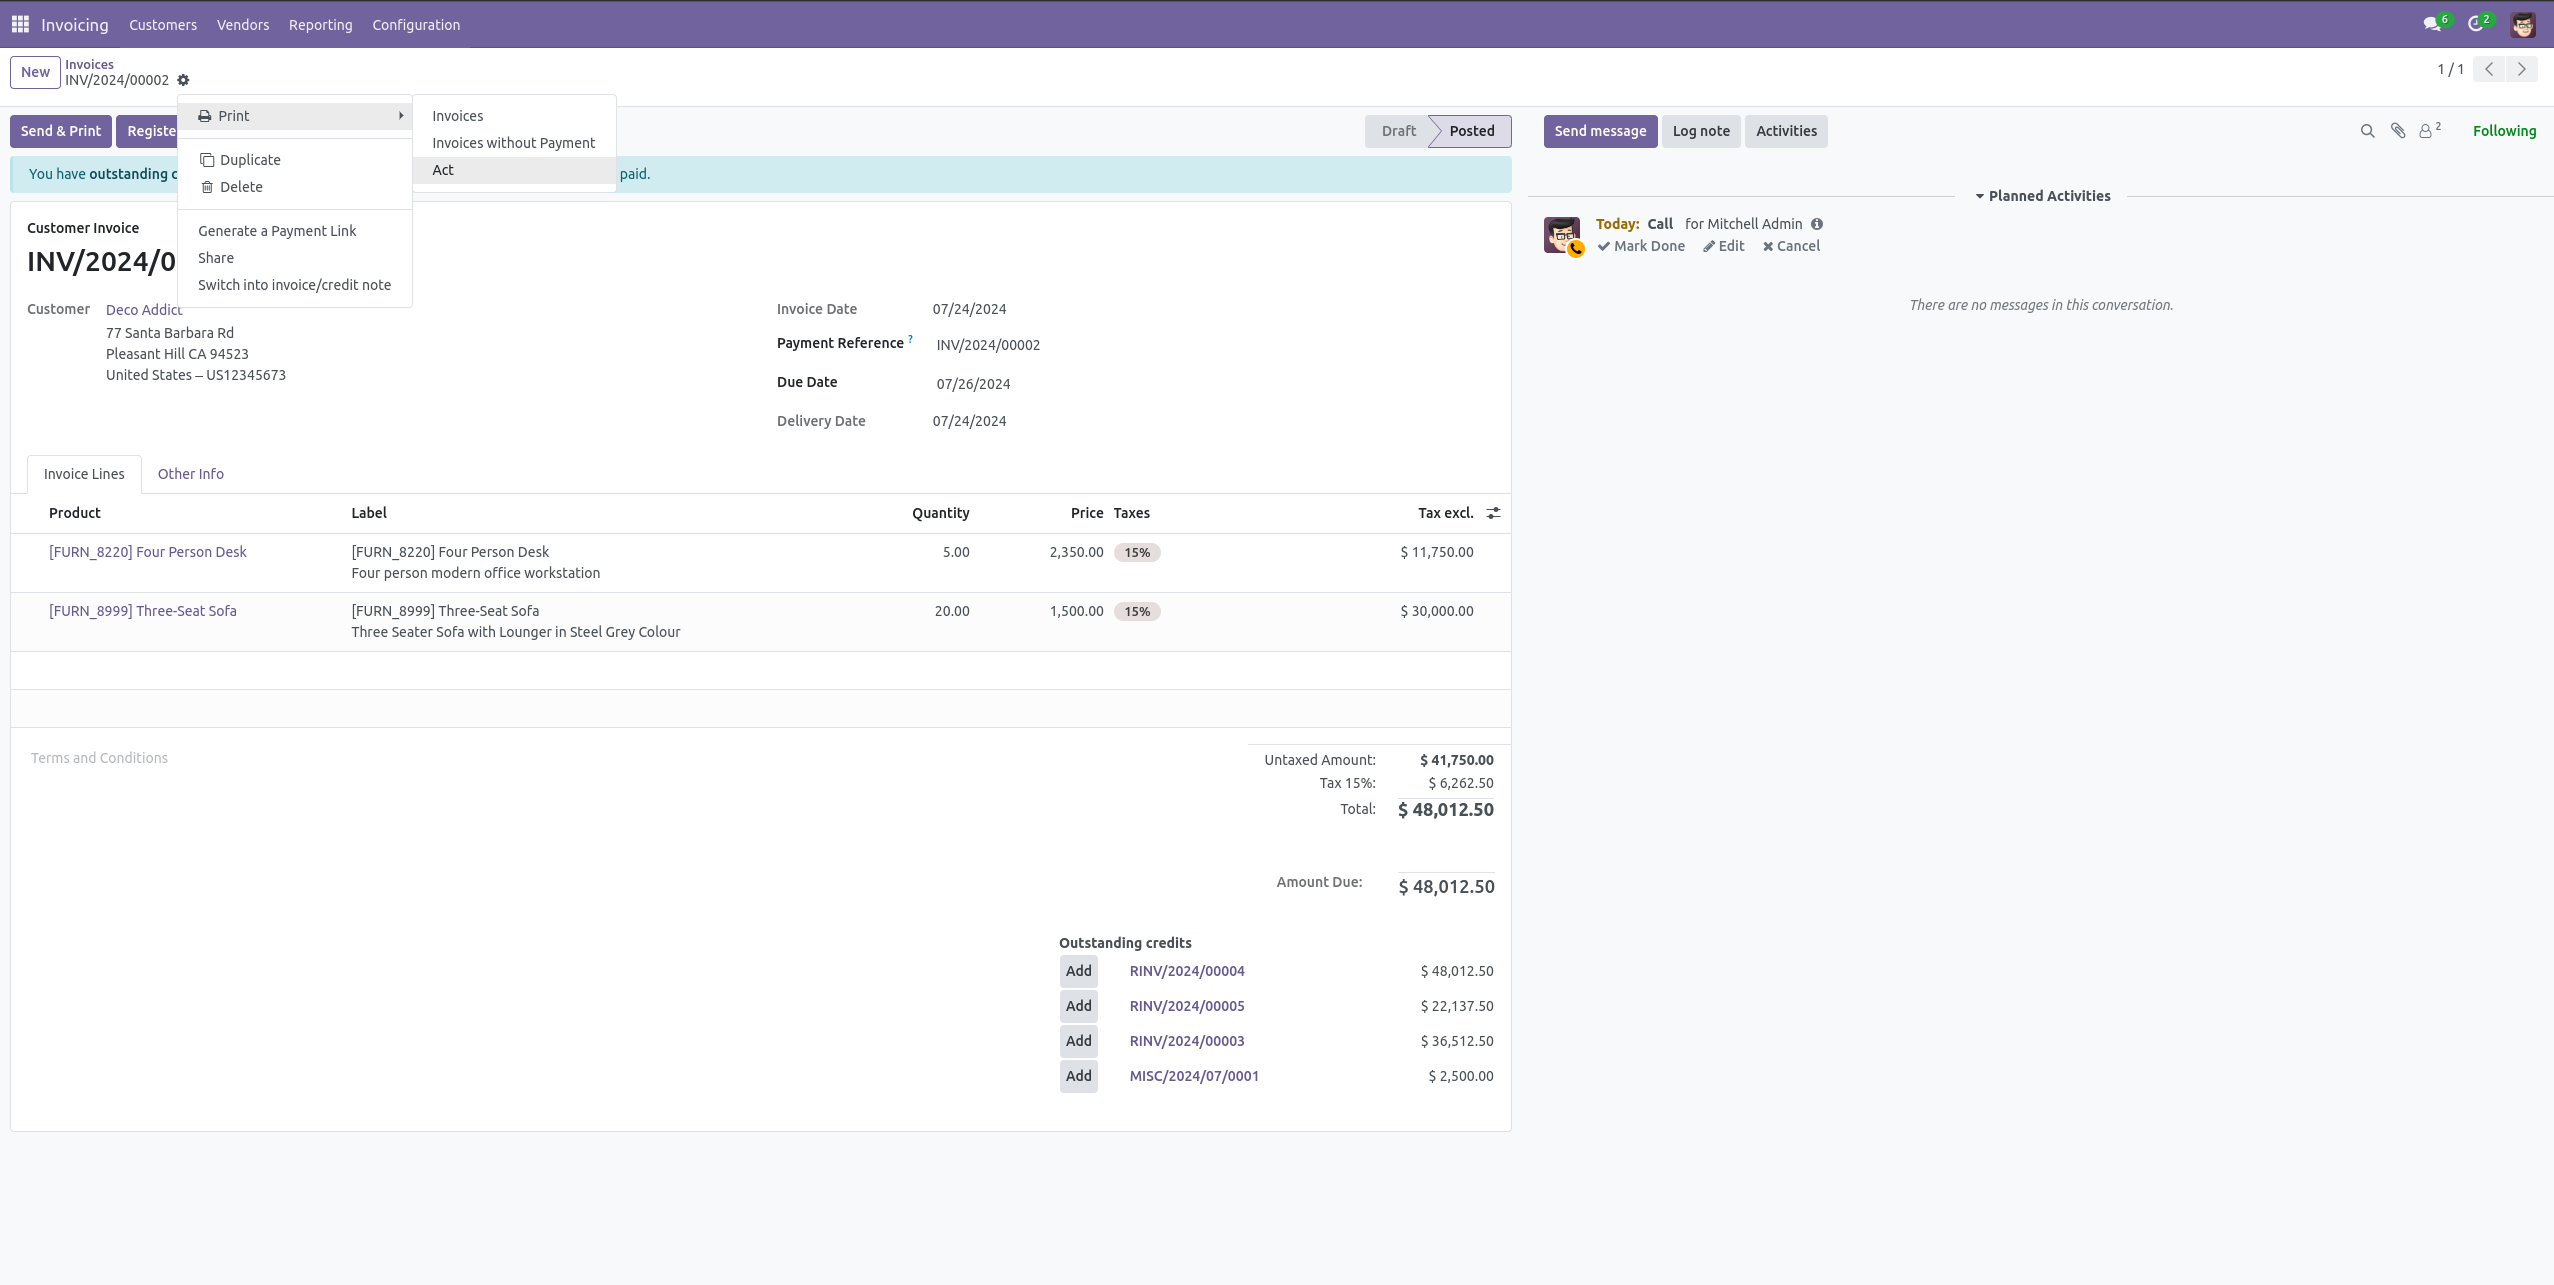 Invoicing Customers Vendors Reporting Configuration 6 2
New Invoices
INV/2024/00002 1 / 1
Print
Duplicate
Delete
Generate a Payment Link
Share
Switch into invoice/credit note
Invoices
Invoices without Payment
Act
Send & Print Registe Draft Posted
You have outstanding c paid.
Customer Invoice
INV/2024/0
Customer Deco Addict
77 Santa Barbara Rd
Pleasant Hill CA 94523
United States – US12345673
Invoice Date 07/24/2024
Payment Reference ? INV/2024/00002
Due Date 07/26/2024
Delivery Date 07/24/2024
Invoice Lines Other Info
Product Label Quantity Price Taxes Tax excl.
[FURN_8220] Four Person Desk [FURN_8220] Four Person Desk 5.00 2,350.00 15% $ 11,750.00
Four person modern office workstation
[FURN_8999] Three-Seat Sofa [FURN_8999] Three-Seat Sofa 20.00 1,500.00 15% $ 30,000.00
Three Seater Sofa with Lounger in Steel Grey Colour
Terms and Conditions
Untaxed Amount: $ 41,750.00
Tax 15%: $ 6,262.50
Total: $ 48,012.50
Amount Due: $ 48,012.50
Outstanding credits
Add RINV/2024/00004 $ 48,012.50
Add RINV/2024/00005 $ 22,137.50
Add RINV/2024/00003 $ 36,512.50
Add MISC/2024/07/0001 $ 2,500.00
Send message Log note Activities 2 Following
Planned Activities
Today: Call for Mitchell Admin
Mark Done Edit Cancel
There are no messages in this conversation.